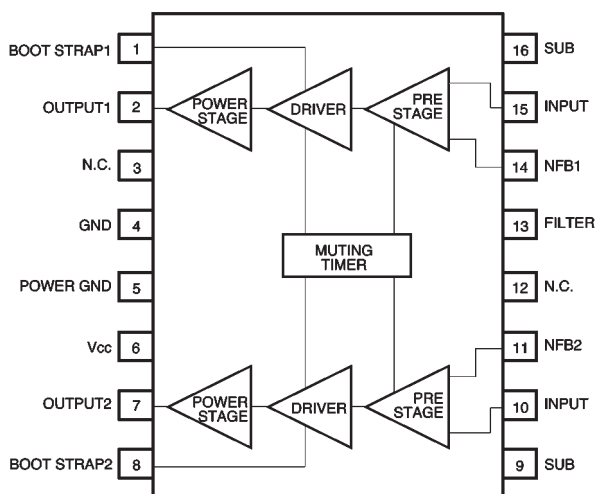 BOOT STRAP1 1
16 SUB
OUTPUT1 2
POWER
STAGE
DRIVER
PRE
STAGE
15 INPUT
N.C. 3
14 NFB1
GND 4
13 FILTER
MUTING
TIMER
POWER GND 5
12 N.C.
Vcc 6
11 NFB2
OUTPUT2 7
POWER
STAGE
DRIVER
PRE
STAGE
10 INPUT
BOOT STRAP2 8
9 SUB